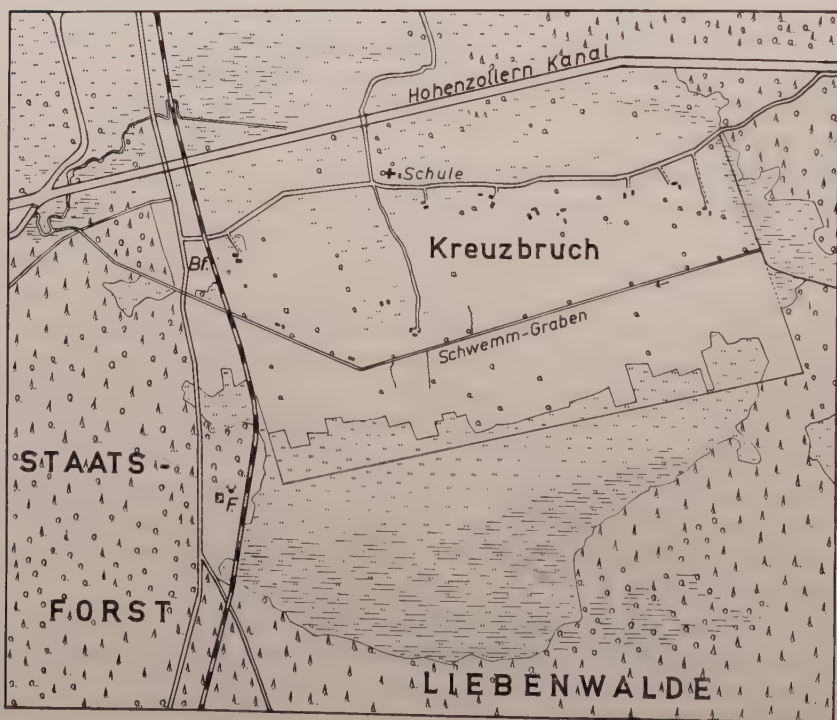 Hohenzollern Kanal
Schule
Kreuzbruch
Bf.
Schwemm-Graben
STAATS-
F.
FORST
LIEBENWALDE